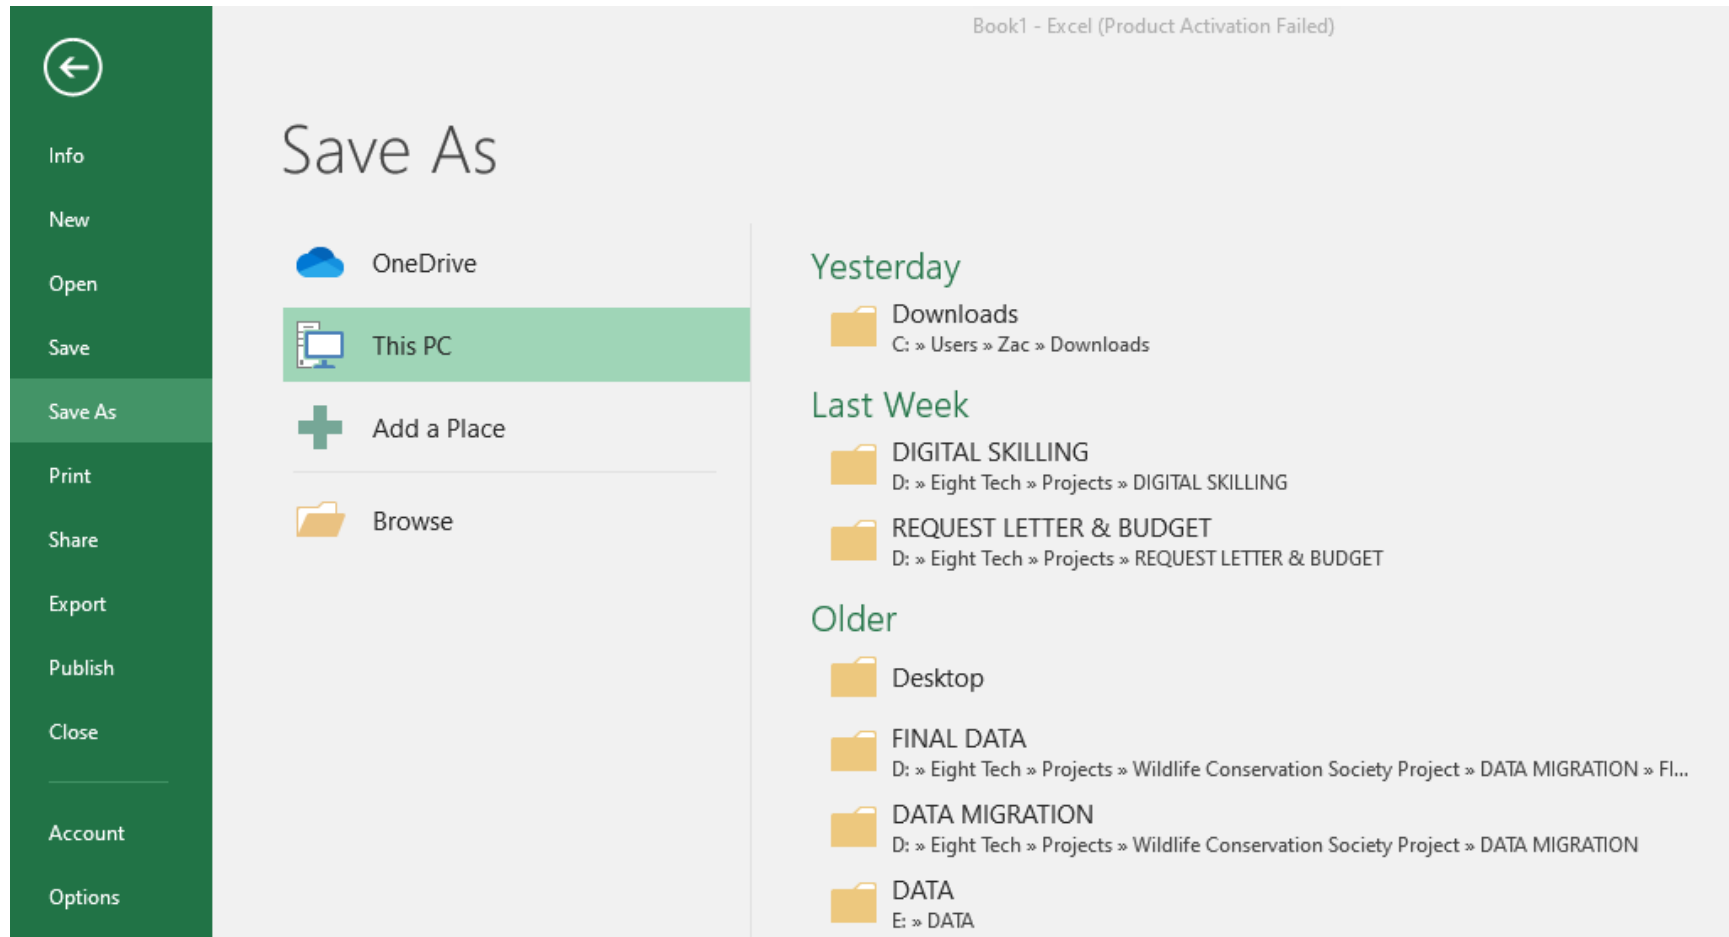 Book1 - Excel (Product Activation Failed)
Info
New
Open
Save
Save As
Print
Share
Export
Publish
Close
Account
Options
Save As
OneDrive
This PC
Add a Place
Browse
Yesterday
Downloads
C: » Users » Zac » Downloads
Last Week
DIGITAL SKILLING
D: » Eight Tech » Projects » DIGITAL SKILLING
REQUEST LETTER & BUDGET
D: » Eight Tech » Projects » REQUEST LETTER & BUDGET
Older
Desktop
FINAL DATA
D: » Eight Tech » Projects » Wildlife Conservation Society Project » DATA MIGRATION » FI...
DATA MIGRATION
D: » Eight Tech » Projects » Wildlife Conservation Society Project » DATA MIGRATION
DATA
E: » DATA